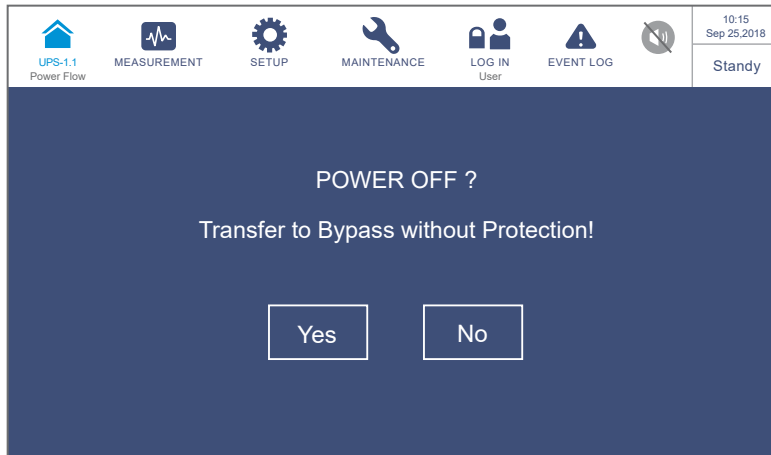 UPS-1.1
Power Flow
MEASUREMENT
SETUP
MAINTENANCE
LOG IN
User
EVENT LOG
10:15
Sep 25,2018
Standy
POWER OFF ?
Transfer to Bypass without Protection!
Yes
No